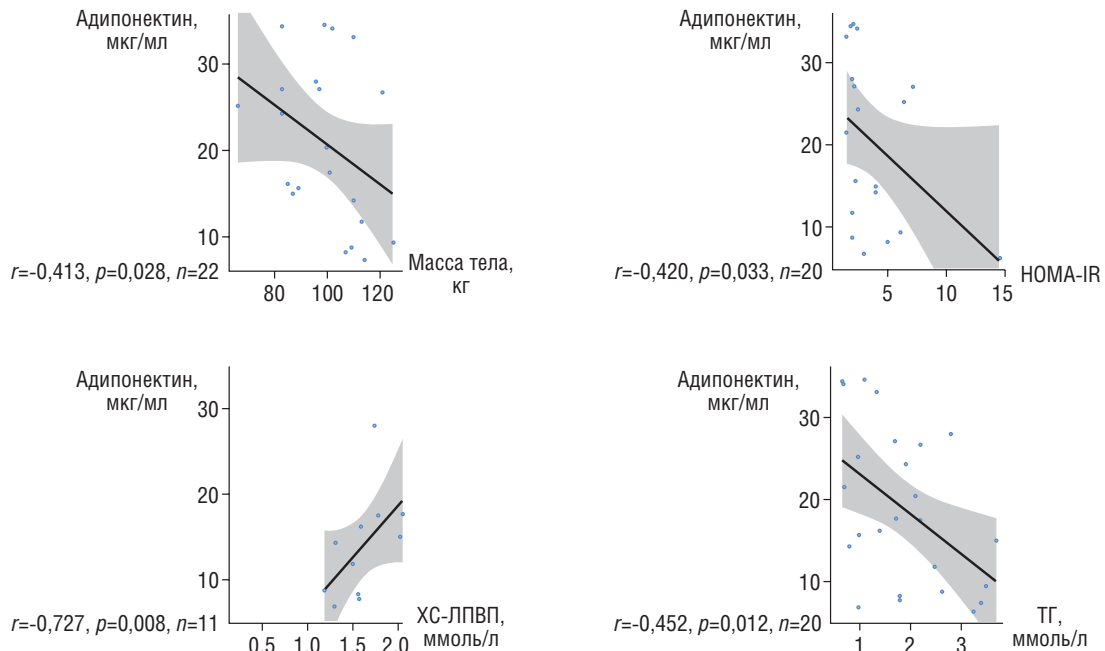 Адипонектин,
мкг/мл
30
20
10
r=-0,413, p=0,028, n=22
80 100 120
Масса тела,
кг
Адипонектин,
мкг/мл
30
20
10
r=-0,420, p=0,033, n=20
5 10 15
HOMA-IR
Адипонектин,
мкг/мл
30
20
10
r=-0,727, p=0,008, n=11
0.5 1.0 1.5 2.0
ХС-ЛПВП,
ммоль/л
Адипонектин,
мкг/мл
30
20
10
r=-0,452, p=0,012, n=20
1 2 3
ТГ,
ммоль/л